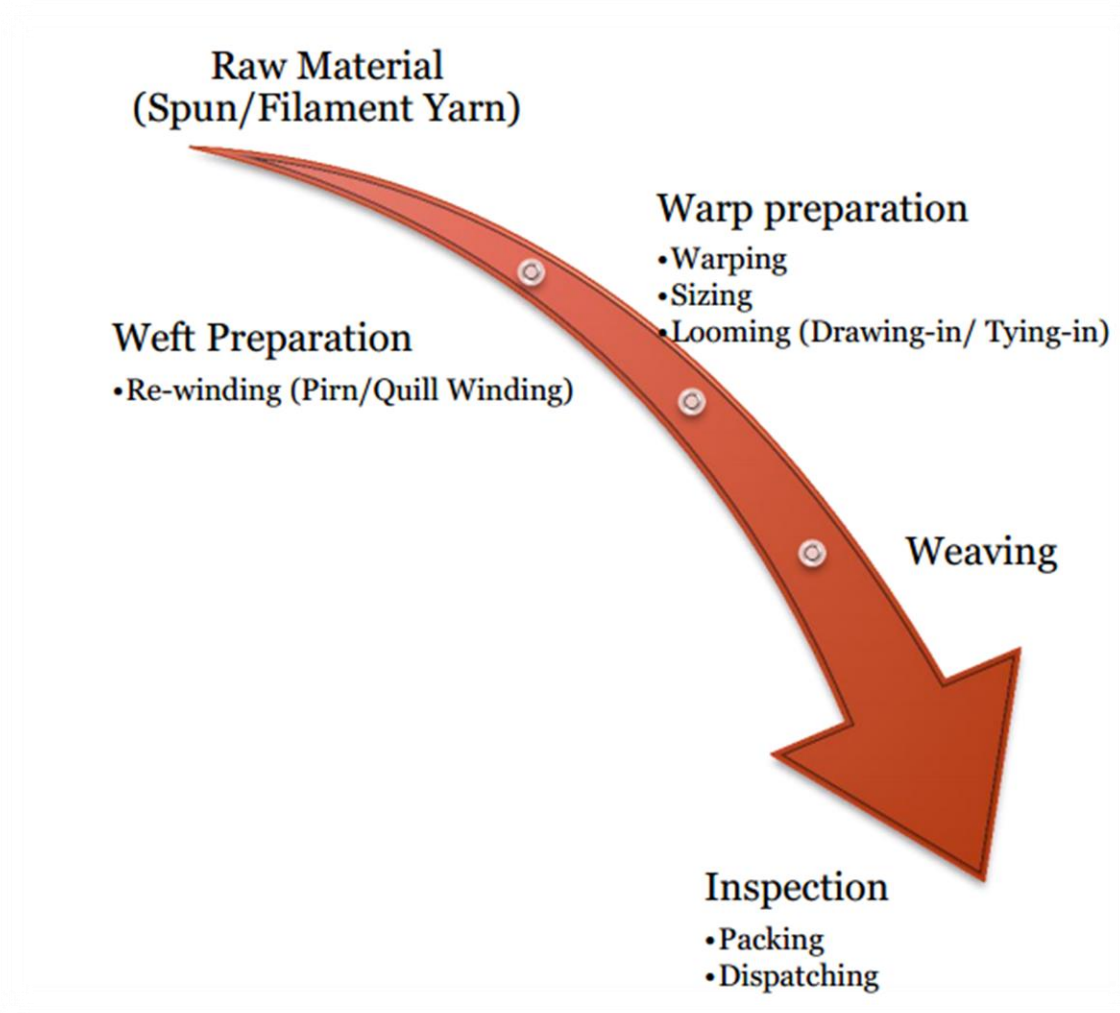 Raw Material
(Spun/Filament Yarn)
Warp preparation
•Warping
•Sizing
•Looming (Drawing-in/ Tying-in)
Weft Preparation
•Re-winding (Pirn/Quill Winding)
Weaving
Inspection
•Packing
•Dispatching